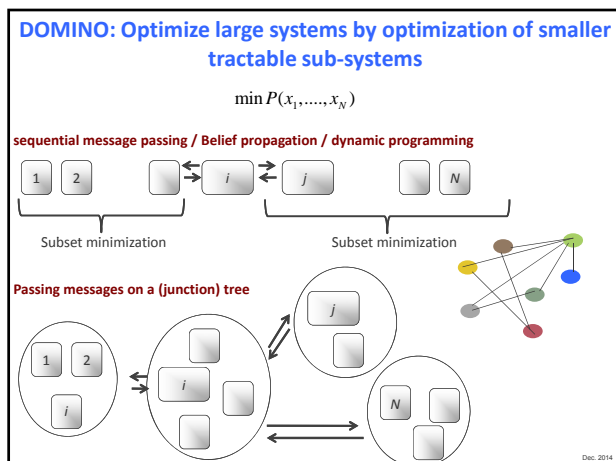 DOMINO: Optimize large systems by optimization of smaller
tractable sub-systems
min P(x₁,....,x_N)
sequential message passing / Belief propagation / dynamic programming
1 2 i j N
Subset minimization Subset minimization
Passing messages on a (junction) tree
j
1 2
i
i
N
Dec. 2014